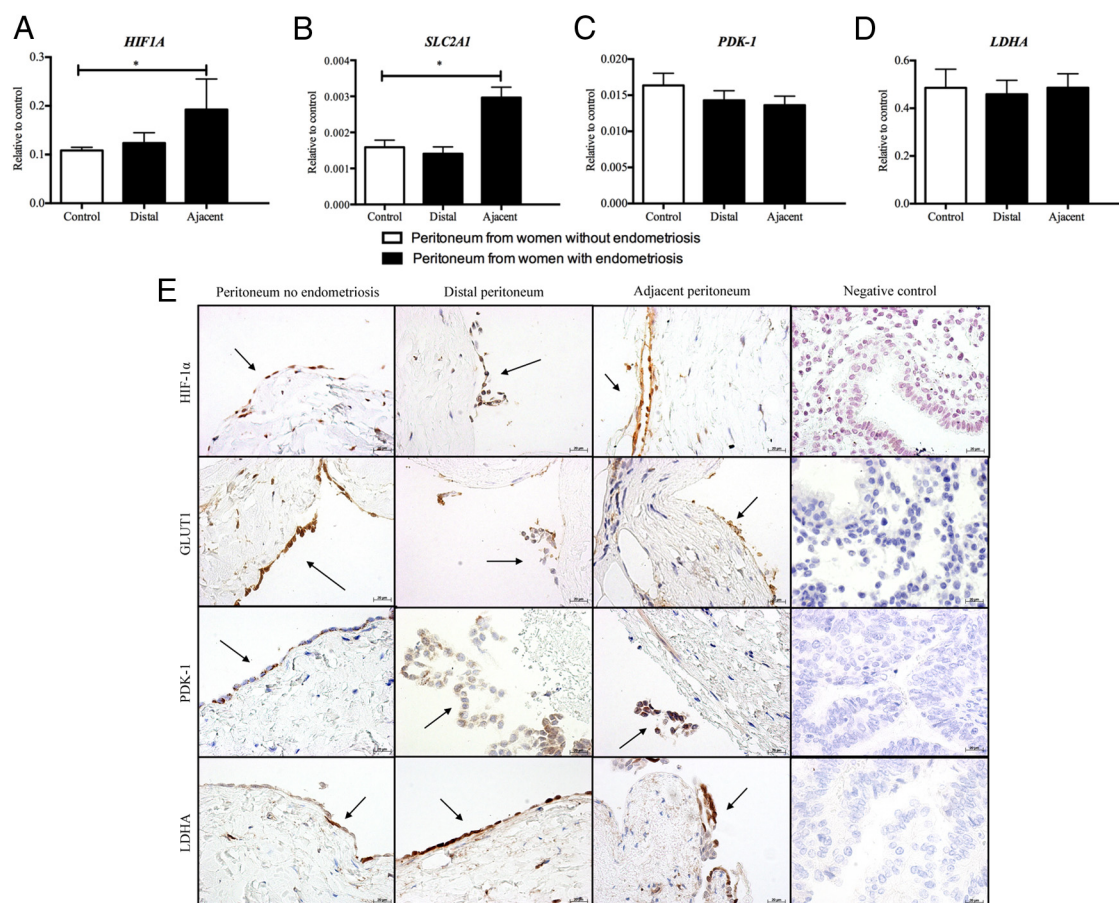 A
HIF1A
Relative to control
0.3
0.2
0.1
0.0
*
Control Distal Ajacent
B
SLC2A1
Relative to control
0.004
0.003
0.002
0.001
0.000
*
Control Distal Ajacent
C
PDK-1
Relative to control
0.020
0.015
0.010
0.005
0.000
Control Distal Ajacent
D
LDHA
Relative to control
0.6
0.4
0.2
0.0
Control Distal Ajacent
Peritoneum from women without endometriosis
Peritoneum from women with endometriosis
E
Peritoneum no endometriosis Distal peritoneum Adjacent peritoneum Negative control
HIF-1α
GLUT1
PDK-1
LDHA